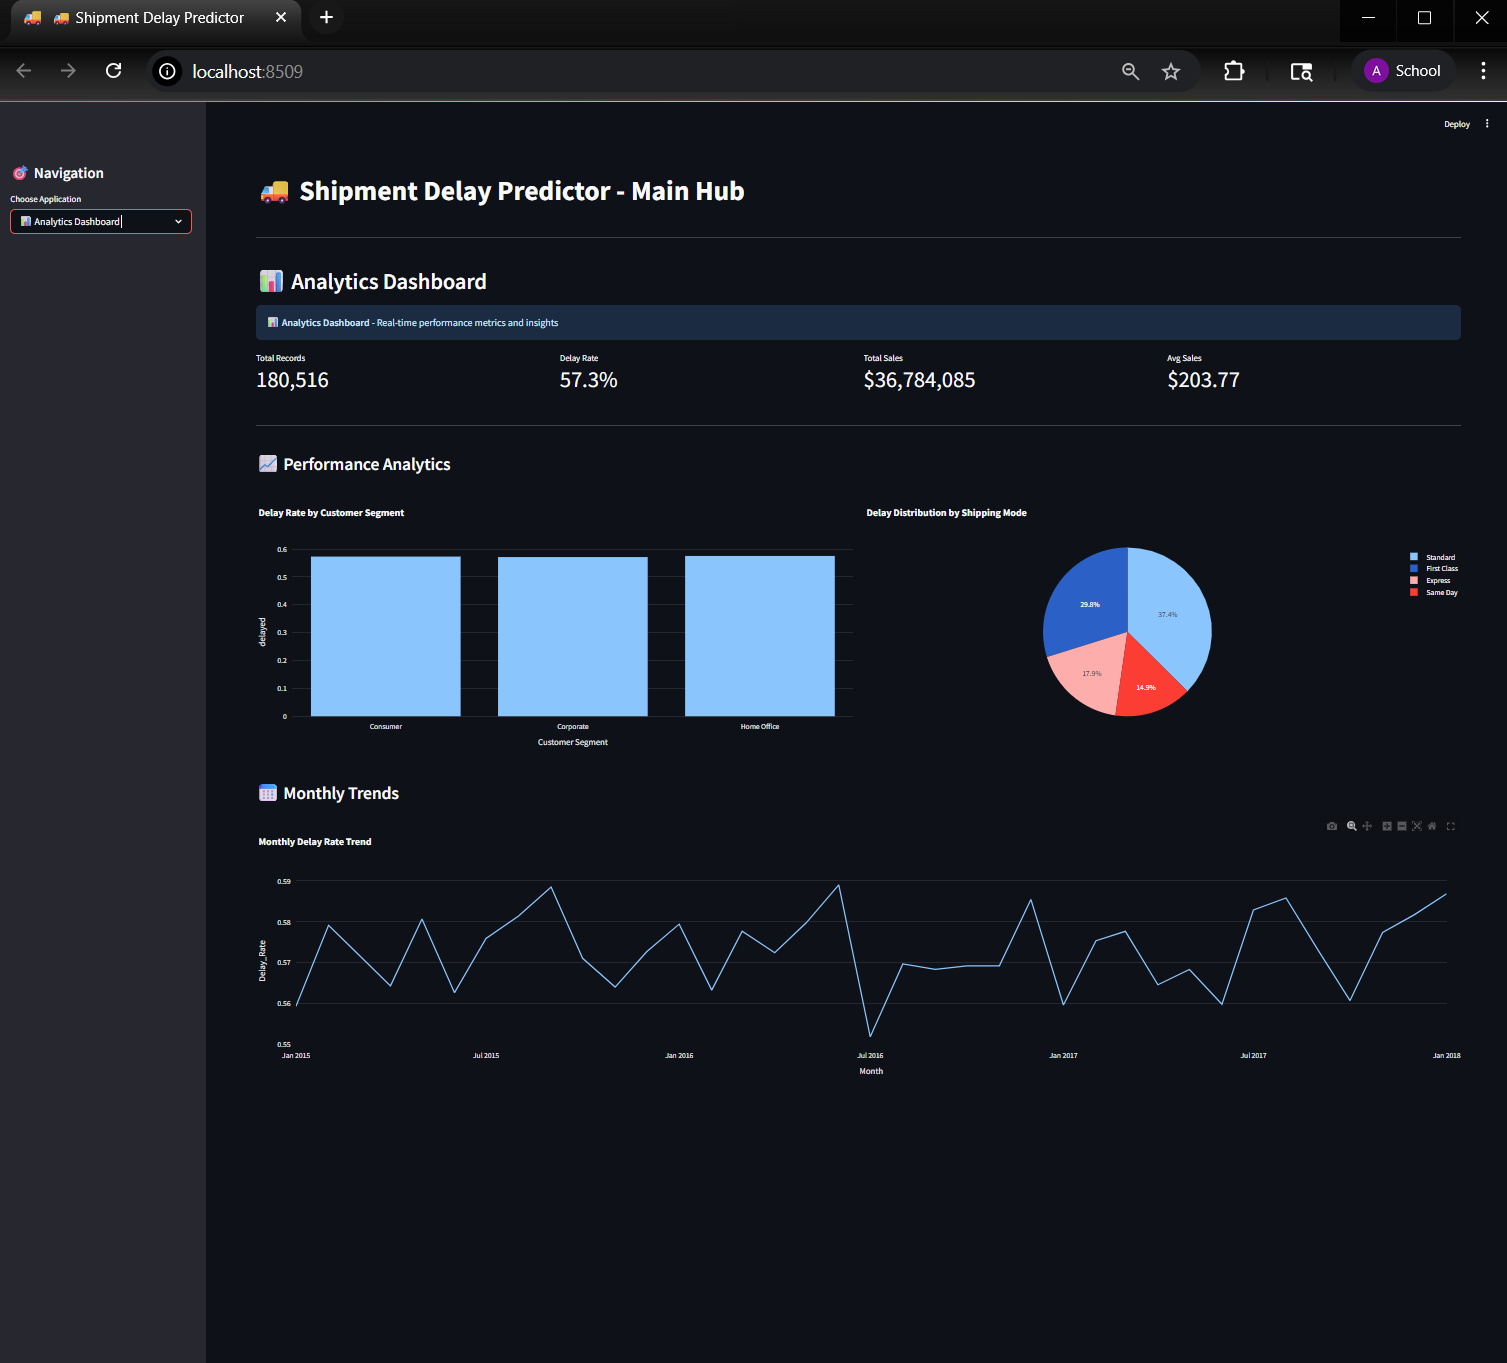 Shipment Delay Predictor
localhost:8509
A School
Deploy
Navigation
Choose Application
Analytics Dashboard
Shipment Delay Predictor - Main Hub
Analytics Dashboard
Analytics Dashboard - Real-time performance metrics and insights
Total Records Delay Rate Total Sales Avg Sales
180,516 57.3% $36,784,085 $203.77
Performance Analytics
Delay Rate by Customer Segment
0.6
0.5
0.4
0.3
0.2
0.1
0
delayed
Consumer Corporate Home Office
Customer Segment
Delay Distribution by Shipping Mode
29.8%
37.4%
17.9%
14.9%
Standard
First Class
Express
Same Day
Monthly Trends
Monthly Delay Rate Trend
0.59
0.58
0.57
0.56
0.55
Delay_Rate
Jan 2015 Jul 2015 Jan 2016 Jul 2016 Jan 2017 Jul 2017 Jan 2018
Month